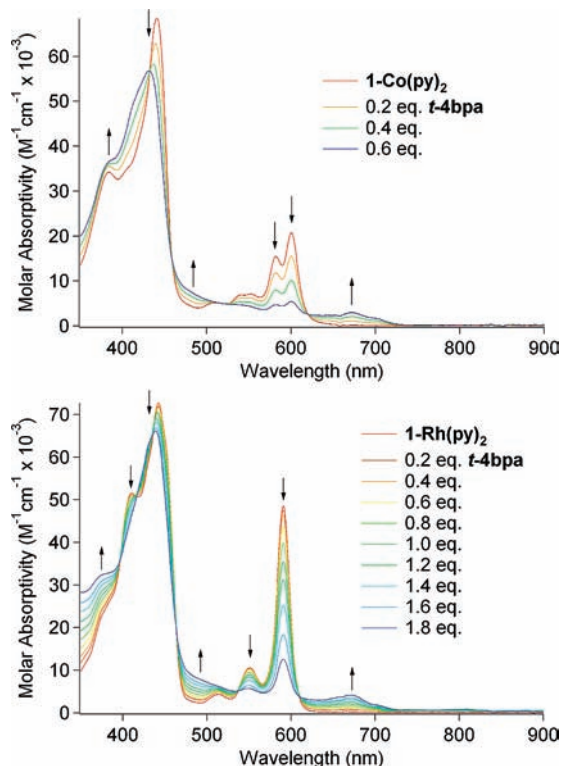 Molar Absorptivity (M⁻¹cm⁻¹ x 10⁻³)
60
50
40
30
20
10
0
1-Co(py)₂
0.2 eq. t-4bpa
0.4 eq.
0.6 eq.
400 500 600 700 800 900
Wavelength (nm)
Molar Absorptivity (M⁻¹cm⁻¹ x 10⁻³)
70
60
50
40
30
20
10
0
1-Rh(py)₂
0.2 eq. t-4bpa
0.4 eq.
0.6 eq.
0.8 eq.
1.0 eq.
1.2 eq.
1.4 eq.
1.6 eq.
1.8 eq.
400 500 600 700 800 900
Wavelength (nm)